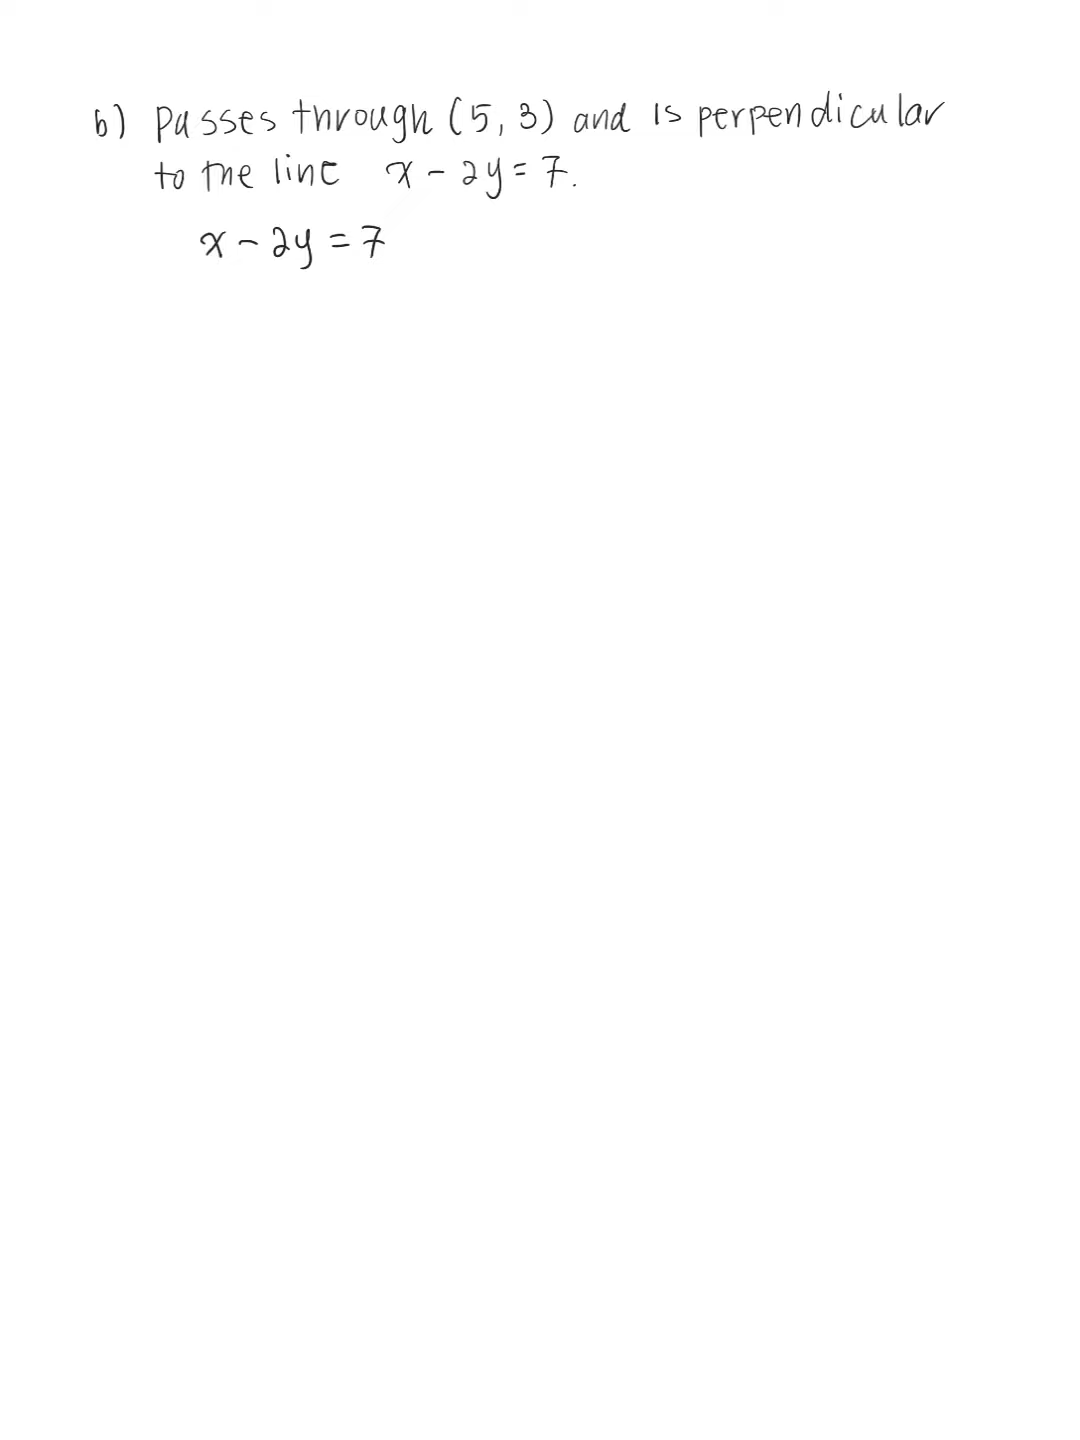 b) Passes through (5, 3) and is perpendicular
to the line x - 2y = 7.
x - 2y = 7